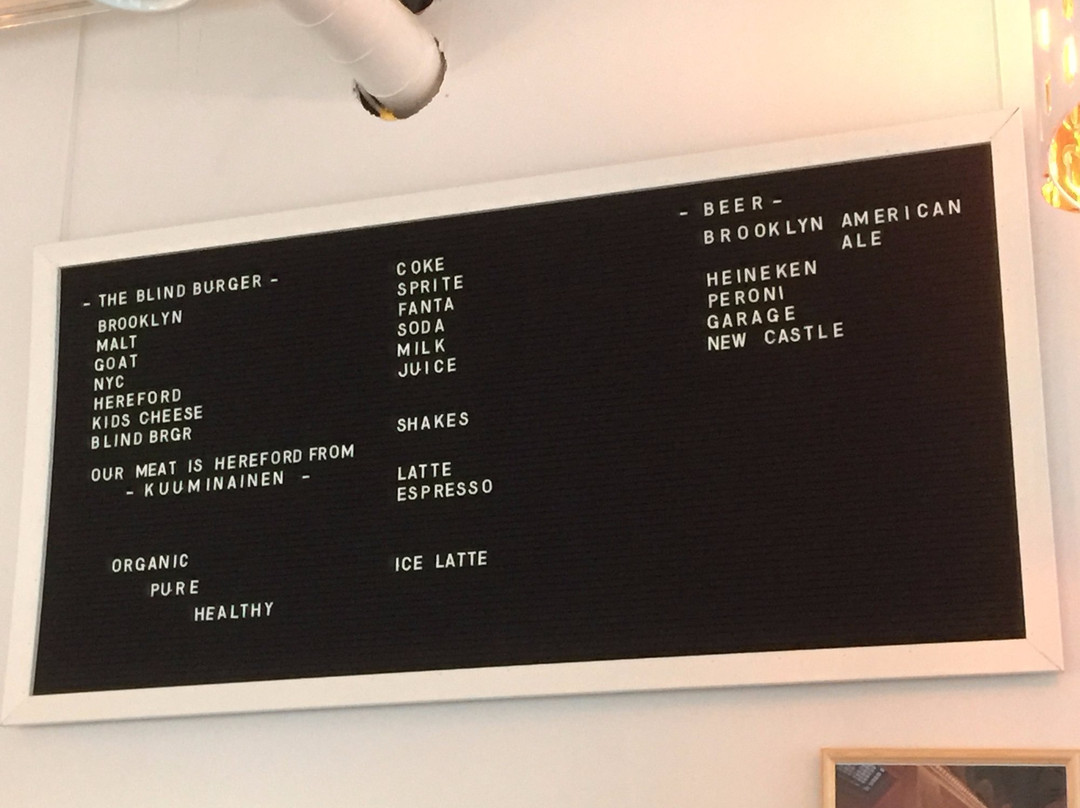 - THE BLIND BURGER -
BROOKLYN
MALT
GOAT
NYC
HEREFORD
KIDS CHEESE
BLIND BRGR
OUR MEAT IS HEREFORD FROM
- KUUMINAINEN -
ORGANIC
PURE
HEALTHY
COKE
SPRITE
FANTA
SODA
MILK
JUICE
SHAKES
LATTE
ESPRESSO
ICE LATTE
- BEER -
BROOKLYN AMERICAN
ALE
HEINEKEN
PERONI
GARAGE
NEW CASTLE